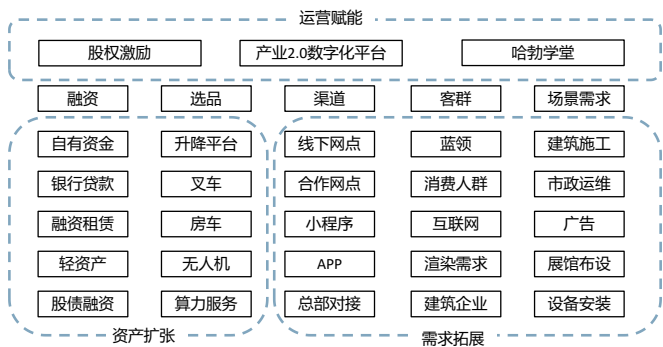 运营赋能
股权激励 产业2.0数字化平台 哈勃学堂
融资 选品 渠道 客群 场景需求
自有资金 升降平台 线下网点 蓝领 建筑施工
银行贷款 叉车 合作网点 消费人群 市政运维
融资租赁 房车 小程序 互联网 广告
轻资产 无人机 APP 渲染需求 展馆布设
股债融资 算力服务 总部对接 建筑企业 设备安装
资产扩张 需求拓展